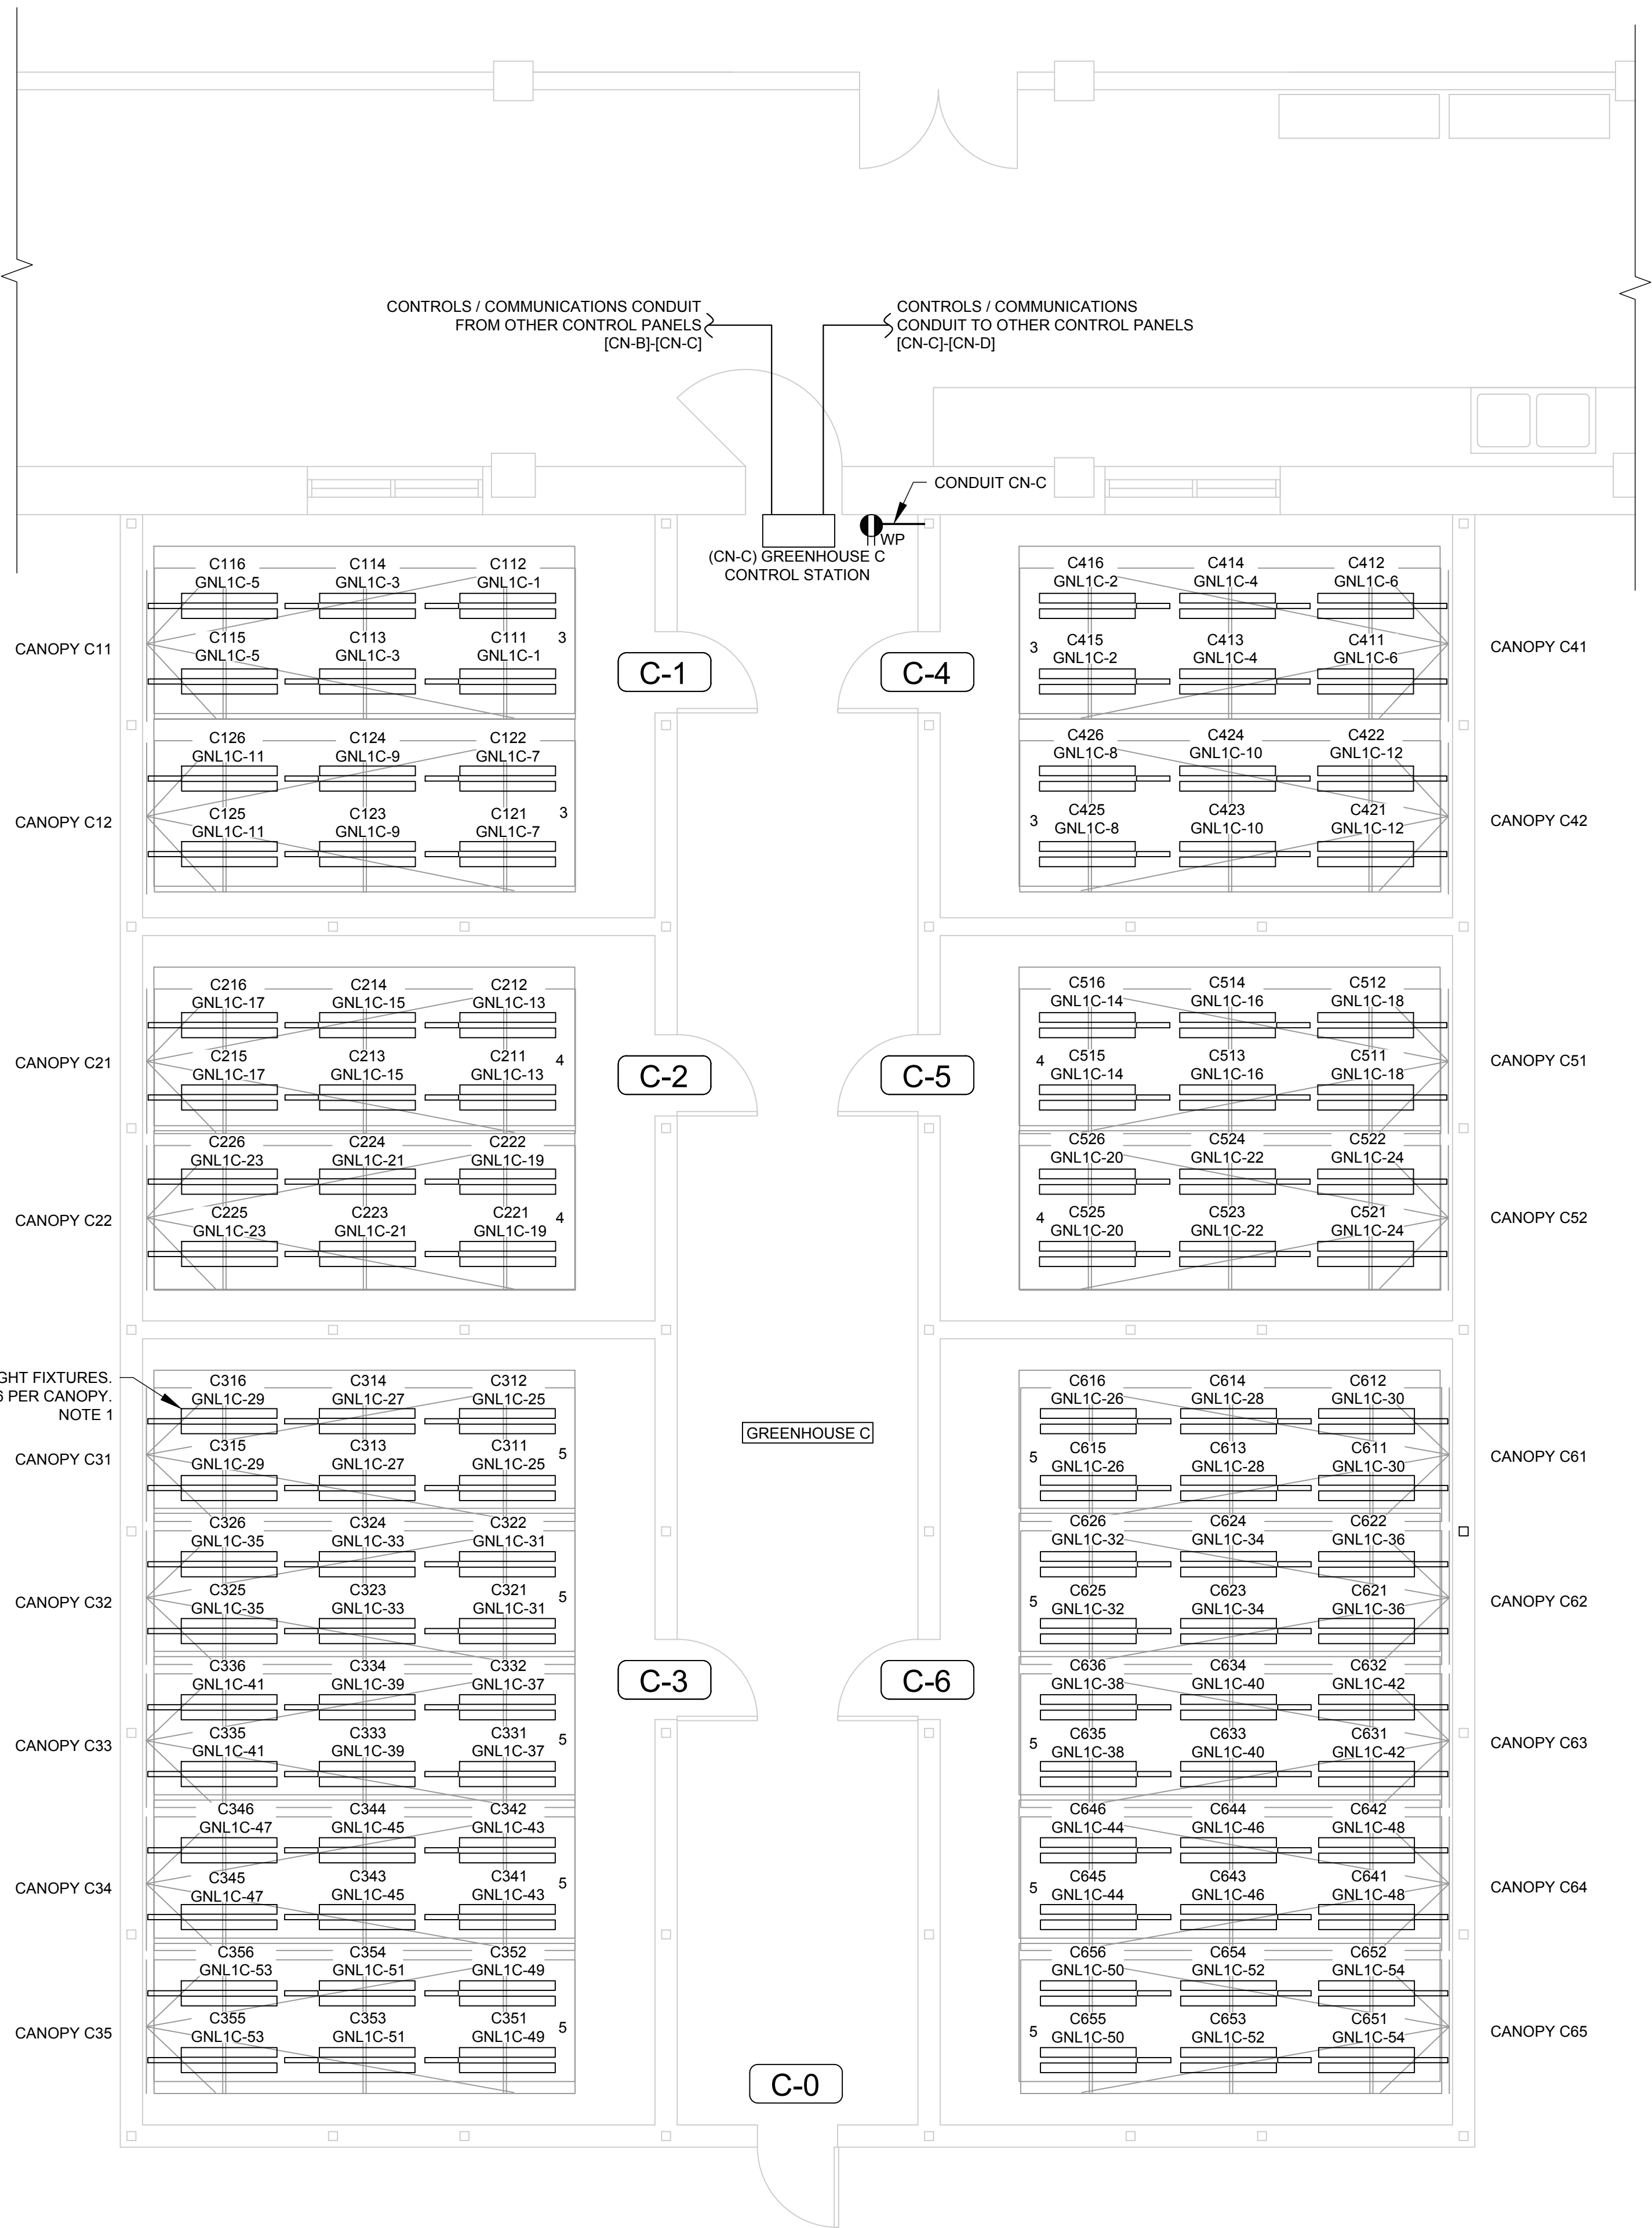 CONTROLS / COMMUNICATIONS CONDUIT
FROM OTHER CONTROL PANELS
[CN-B]-[CN-C]
CONTROLS / COMMUNICATIONS
CONDUIT TO OTHER CONTROL PANELS
[CN-C]-[CN-D]
CONDUIT CN-C
WP
(CN-C) GREENHOUSE C
CONTROL STATION
C116 C114 C112
GNL1C-5 GNL1C-3 GNL1C-1
C115 C113 C111 3
GNL1C-5 GNL1C-3 GNL1C-1
CANOPY C11
C-1
C126 C124 C122
GNL1C-11 GNL1C-9 GNL1C-7
C125 C123 C121 3
GNL1C-11 GNL1C-9 GNL1C-7
CANOPY C12
C416 C414 C412
GNL1C-2 GNL1C-4 GNL1C-6
3 C415 C413 C411
GNL1C-2 GNL1C-4 GNL1C-6
CANOPY C41
C-4
C426 C424 C422
GNL1C-8 GNL1C-10 GNL1C-12
3 C425 C423 C421
GNL1C-8 GNL1C-10 GNL1C-12
CANOPY C42
C216 C214 C212
GNL1C-17 GNL1C-15 GNL1C-13
C215 C213 C211 4
GNL1C-17 GNL1C-15 GNL1C-13
CANOPY C21
C-2
C226 C224 C222
GNL1C-23 GNL1C-21 GNL1C-19
C225 C223 C221 4
GNL1C-23 GNL1C-21 GNL1C-19
CANOPY C22
C516 C514 C512
GNL1C-14 GNL1C-16 GNL1C-18
4 C515 C513 C511
GNL1C-14 GNL1C-16 GNL1C-18
CANOPY C51
C-5
C526 C524 C522
GNL1C-20 GNL1C-22 GNL1C-24
4 C525 C523 C521
GNL1C-20 GNL1C-22 GNL1C-24
CANOPY C52
FIXTURES.
PER CANOPY.
NOTE 1
C316 C314 C312
GNL1C-29 GNL1C-27 GNL1C-25
C315 C313 C311 5
GNL1C-29 GNL1C-27 GNL1C-25
CANOPY C31
GREENHOUSE C
C326 C324 C322
GNL1C-35 GNL1C-33 GNL1C-31
C325 C323 C321 5
GNL1C-35 GNL1C-33 GNL1C-31
CANOPY C32
C336 C334 C332
GNL1C-41 GNL1C-39 GNL1C-37
C335 C333 C331 5
GNL1C-41 GNL1C-39 GNL1C-37
CANOPY C33
C-3
C346 C344 C342
GNL1C-47 GNL1C-45 GNL1C-43
C345 C343 C341 5
GNL1C-47 GNL1C-45 GNL1C-43
CANOPY C34
C356 C354 C352
GNL1C-53 GNL1C-51 GNL1C-49
C355 C353 C351 5
GNL1C-53 GNL1C-51 GNL1C-49
CANOPY C35
C616 C614 C612
GNL1C-26 GNL1C-28 GNL1C-30
5 C615 C613 C611
GNL1C-26 GNL1C-28 GNL1C-30
CANOPY C61
C626 C624 C622
GNL1C-32 GNL1C-34 GNL1C-36
5 C625 C623 C621
GNL1C-32 GNL1C-34 GNL1C-36
CANOPY C62
C636 C634 C632
GNL1C-38 GNL1C-40 GNL1C-42
5 C635 C633 C631
GNL1C-38 GNL1C-40 GNL1C-42
CANOPY C63
C-6
C646 C644 C642
GNL1C-44 GNL1C-46 GNL1C-48
5 C645 C643 C641
GNL1C-44 GNL1C-46 GNL1C-48
CANOPY C64
C656 C654 C652
GNL1C-50 GNL1C-52 GNL1C-54
5 C655 C653 C651
GNL1C-50 GNL1C-52 GNL1C-54
CANOPY C65
C-0